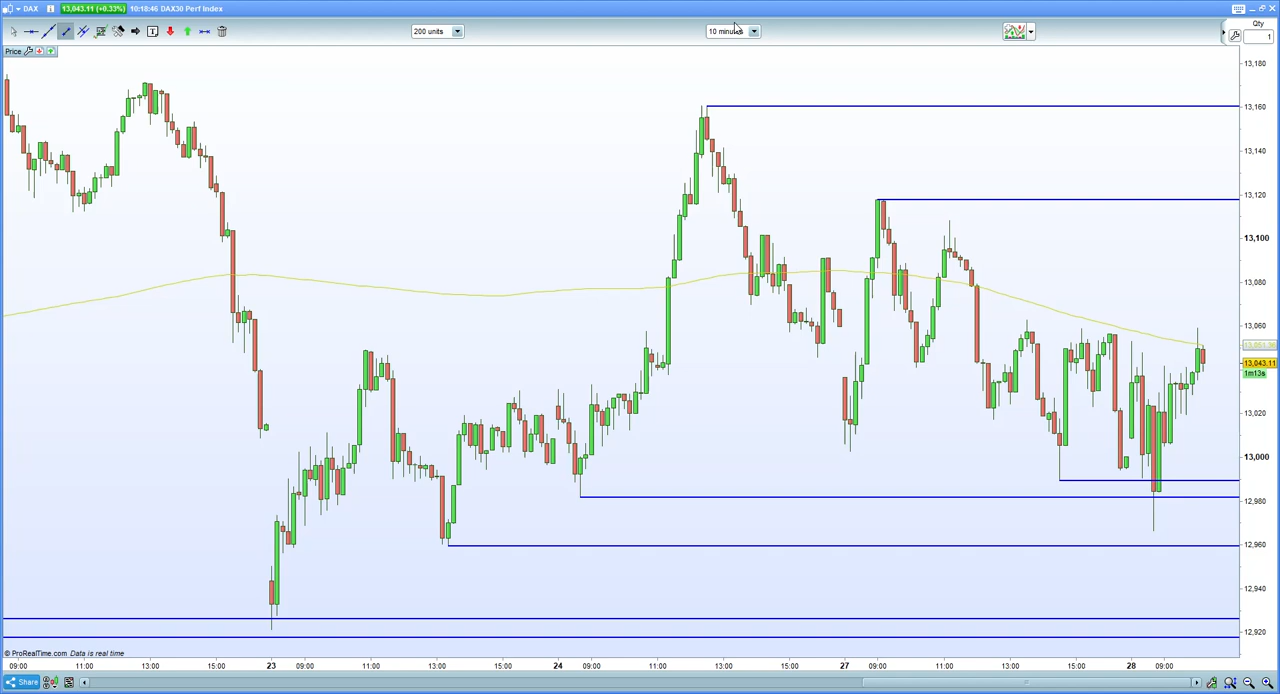 DAX 13,043.11 (+0.33%) 10:18:46 DAX30 Perf Index
200 units
10 minutes
Qty
1
Price
13,180
13,160
13,140
13,120
13,100
13,080
13,060
13,043.11
1m13s
13,020
13,000
12,980
12,960
12,940
12,920
© ProRealTime.com Data is real time
09:00 11:00 13:00 15:00 23 09:00 11:00 13:00 15:00 24 09:00 11:00 13:00 15:00 27 09:00 11:00 13:00 15:00 28 09:00
Share